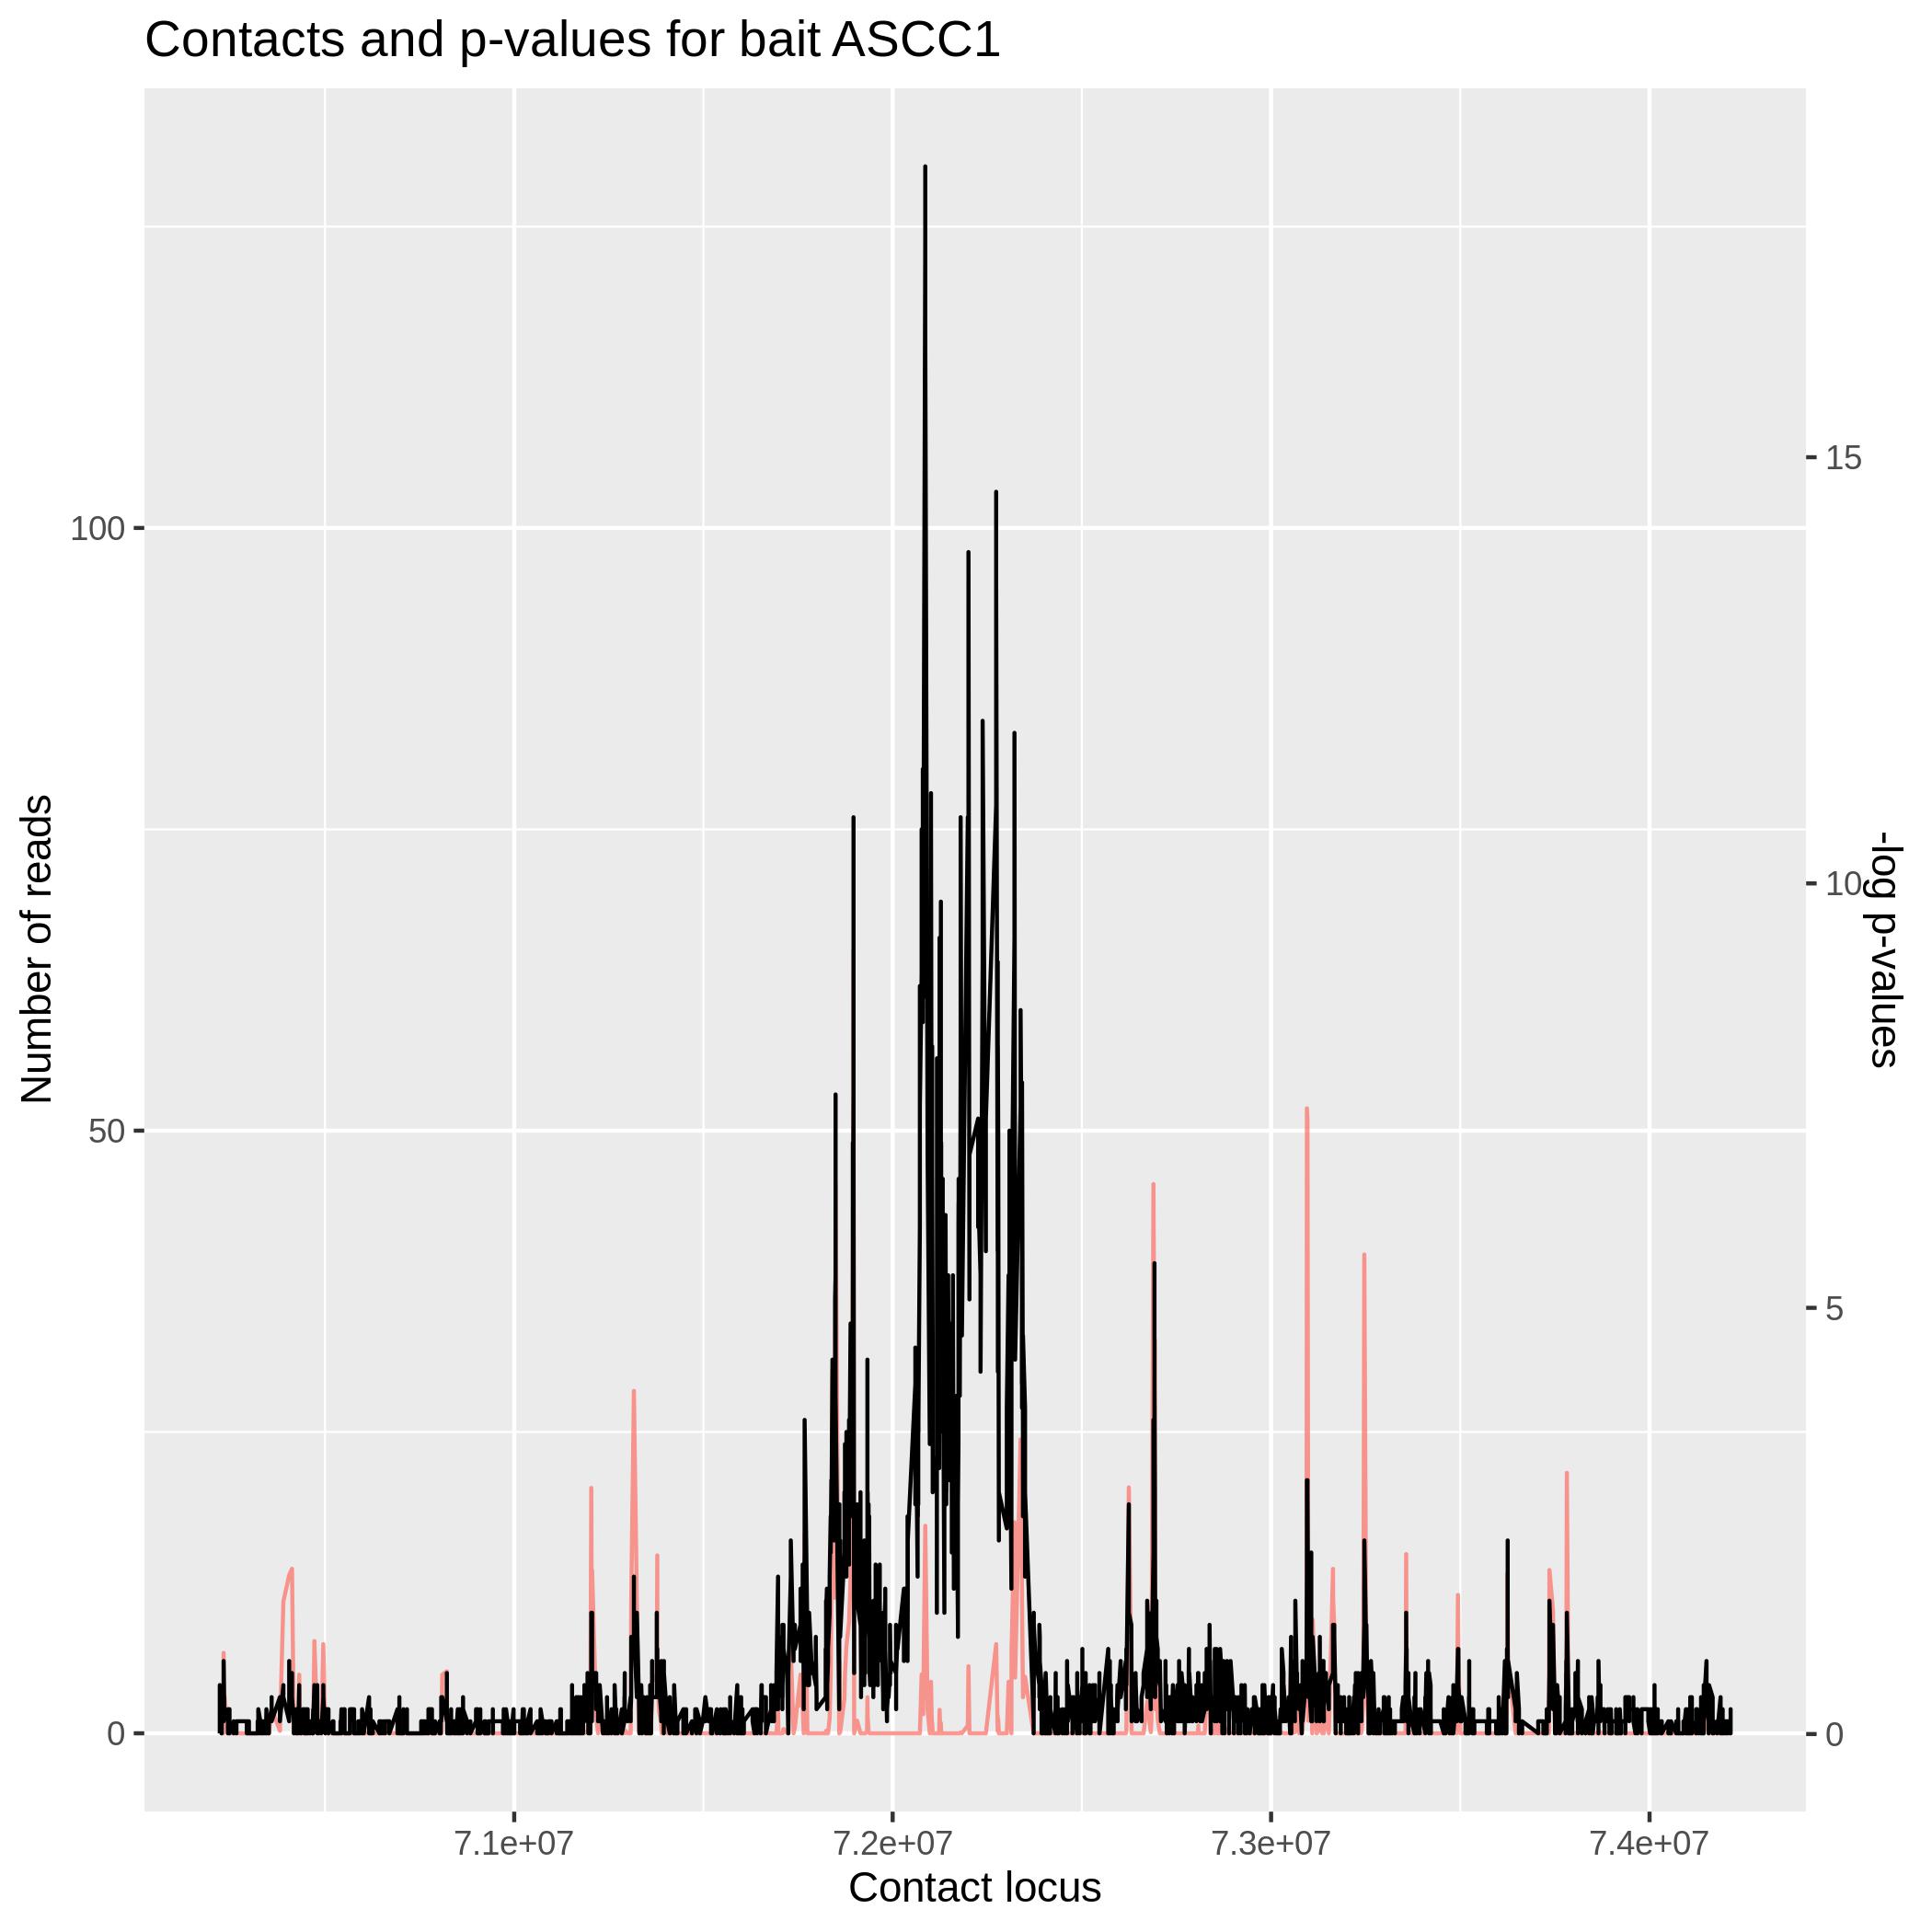 Contacts and p-values for bait ASCC1
Number of reads
100
50
0
15
10
5
0
-log p-values
7.1e+07 7.2e+07 7.3e+07 7.4e+07
Contact locus